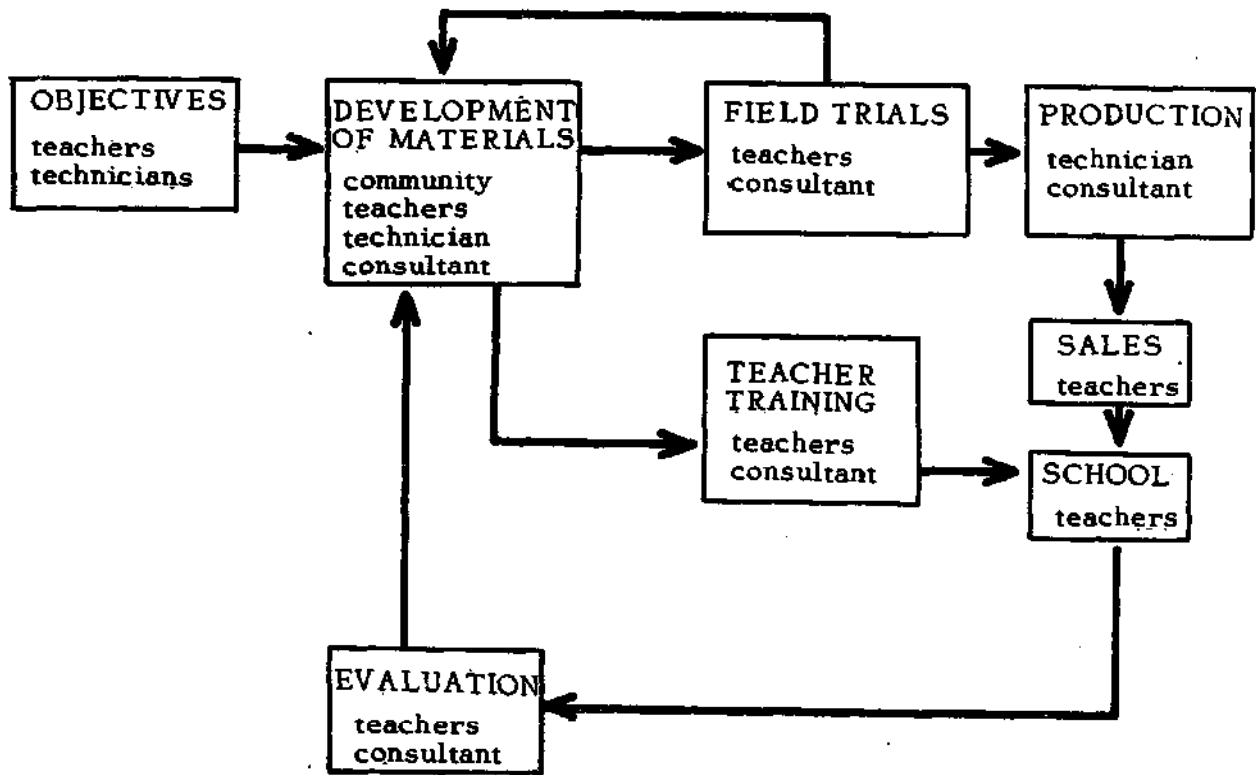 OBJECTIVES
teachers
technicians
DEVELOPMENT
OF MATERIALS
community
teachers
technician
consultant
FIELD TRIALS
teachers
consultant
PRODUCTION
technician
consultant
SALES
teachers
TEACHER
TRAINING
teachers
consultant
SCHOOL
teachers
EVALUATION
teachers
consultant